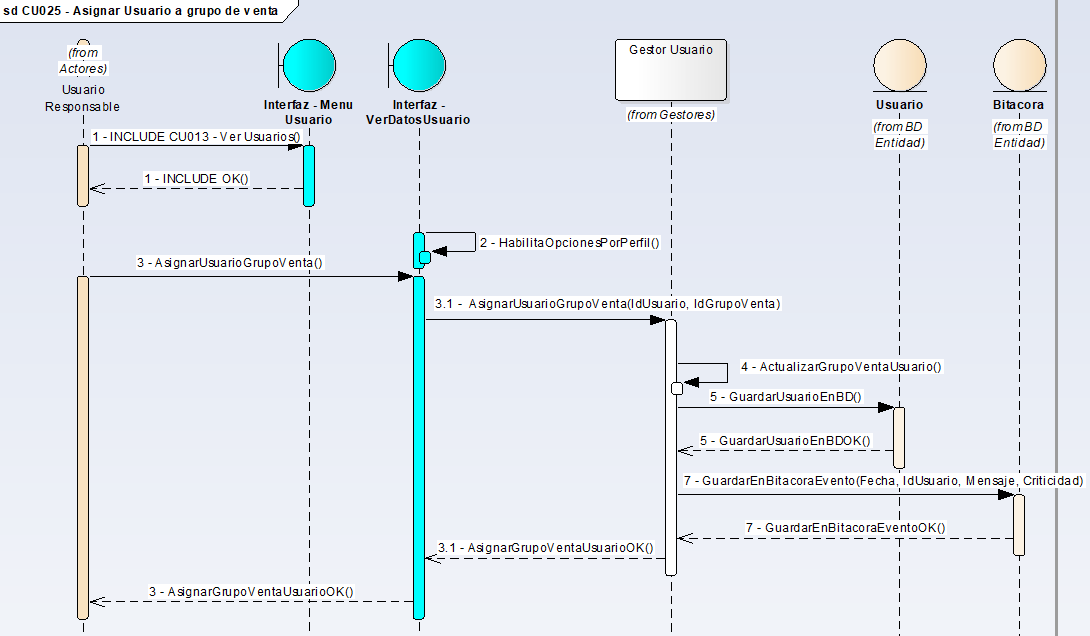 sd CU025 - Asignar Usuario a grupo de venta
(from
Actores)
Usuario
Responsable
Interfaz - Menu
Usuario
Interfaz -
VerDatosUsuario
Gestor Usuario
(from Gestores)
Usuario
(from BD
Entidad)
Bitacora
(from BD
Entidad)
1 - INCLUDE CU013 - Ver Usuarios()
1 - INCLUDE OK()
2 - HabilitaOpcionesPorPerfil()
3 - AsignarUsuarioGrupoVenta()
3.1 - AsignarUsuarioGrupoVenta(IdUsuario, IdGrupoVenta)
4 - ActualizarGrupoVentaUsuario()
5 - GuardarUsuarioEnBD()
5 - GuardarUsuarioEnBDOK()
7 - GuardarEnBitacoraEvento(Fecha, IdUsuario, Mensaje, Criticidad)
7 - GuardarEnBitacoraEventoOK()
3.1 - AsignarGrupoVentaUsuarioOK()
3 - AsignarGrupoVentaUsuarioOK()